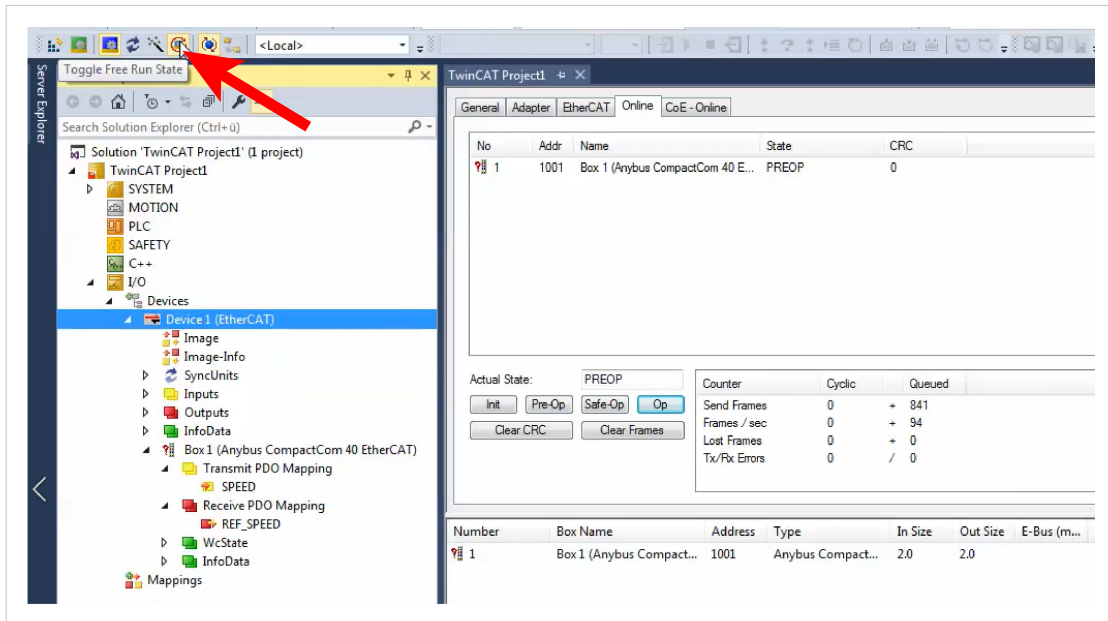 <Local>
Toggle Free Run State
Server Explorer
Search Solution Explorer (Ctrl+ü)
Solution 'TwinCAT Project1' (1 project)
TwinCAT Project1
SYSTEM
MOTION
PLC
SAFETY
C++
I/O
Devices
Device 1 (EtherCAT)
Image
Image-Info
SyncUnits
Inputs
Outputs
InfoData
Box 1 (Anybus CompactCom 40 EtherCAT)
Transmit PDO Mapping
SPEED
Receive PDO Mapping
REF_SPEED
WcState
InfoData
Mappings
TwinCAT Project1
General Adapter EtherCAT Online CoE - Online
No Addr Name State CRC
1 1001 Box 1 (Anybus CompactCom 40 E... PREOP 0
Actual State: PREOP
Init Pre-Op Safe-Op Op
Clear CRC Clear Frames
Counter Cyclic Queued
Send Frames 0 + 841
Frames / sec 0 + 94
Lost Frames 0 + 0
Tx/Rx Errors 0 / 0
Number Box Name Address Type In Size Out Size E-Bus (m...
1 Box 1 (Anybus Compact... 1001 Anybus Compact... 2.0 2.0